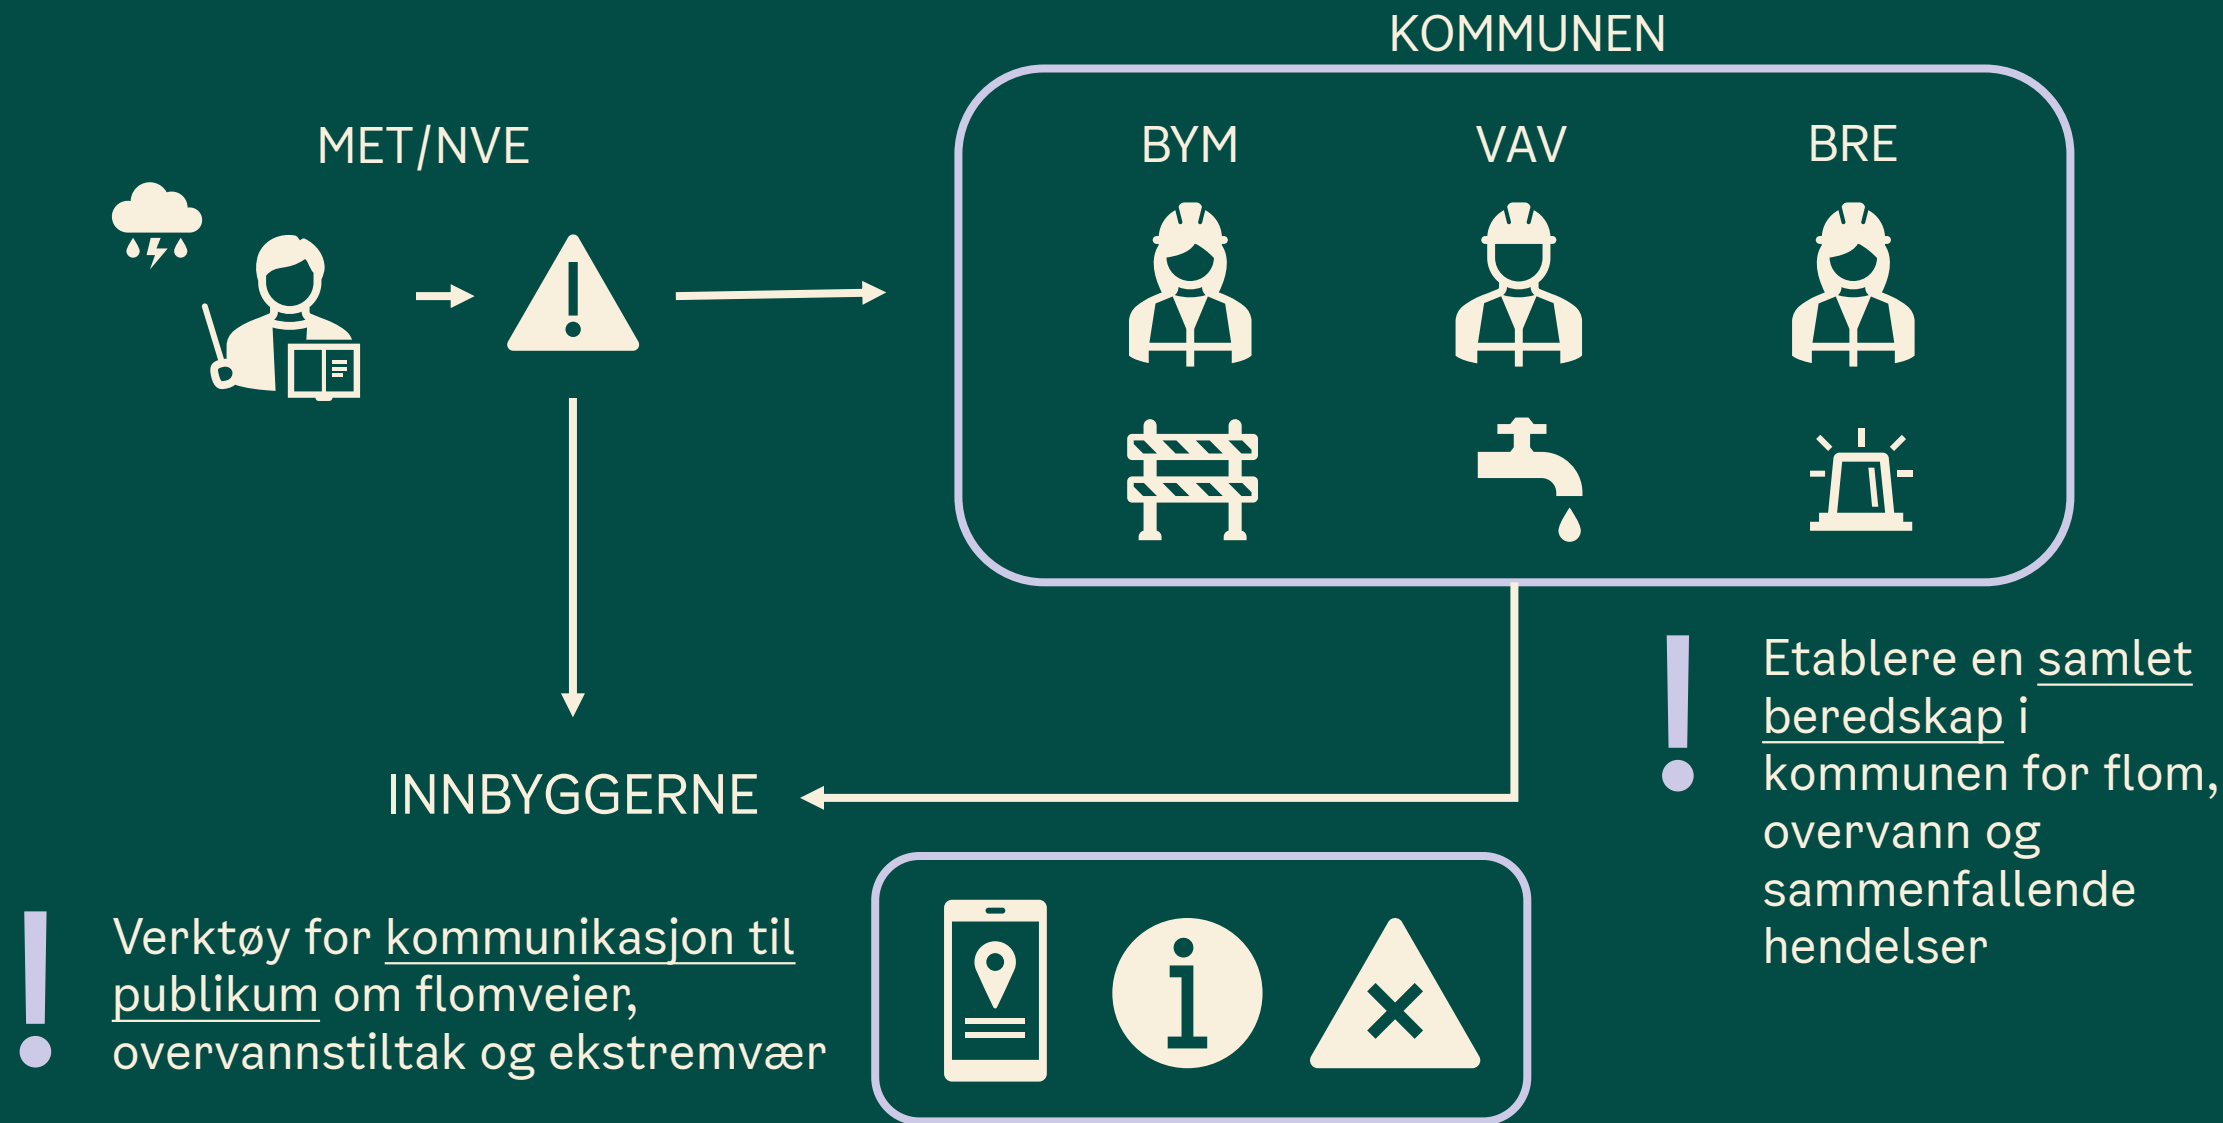 KOMMUNEN
MET/NVE
BYM
VAV
BRE
Etablere en samlet
beredskap i
kommunen for flom,
overvann og
sammenfallende
hendelser
INNBYGGERNE
Verktøy for kommunikasjon til
publikum om flomveier,
overvannstiltak og ekstremvær